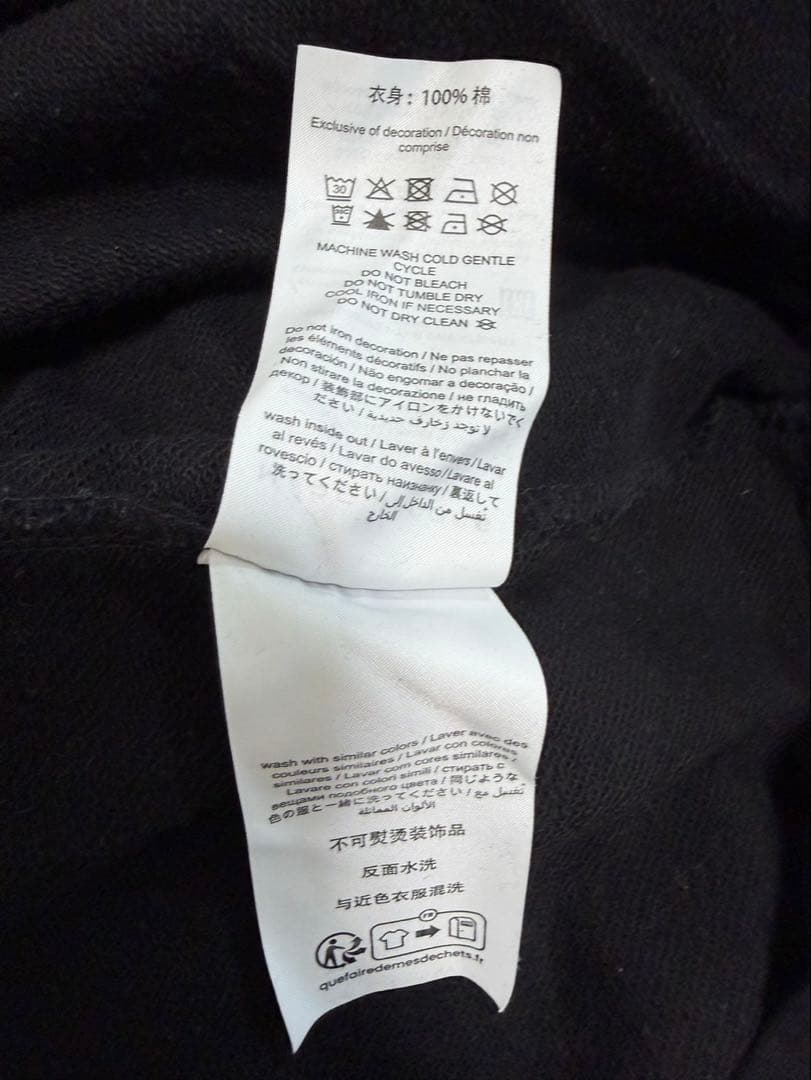 衣身: 100% 棉
Exclusive of decoration / Décoration non
comprise
30
30C
MACHINE WASH COLD GENTLE
CYCLE
DO NOT BLEACH
DO NOT TUMBLE DRY
COOL IRON IF NECESSARY
DO NOT DRY CLEAN
Do not iron decoration / Ne pas repasser
les éléments décoratifs / No planchar la
decoración / Não engomar a decoração /
Non stirare la decorazione / не гладить
декор / 装飾部にアイロンをかけないでく
ださい / لا توجد زخارف حديدية
wash inside out / Laver à l'envers / Lavar
al revés / Lavar do avesso / Lavare al
rovescio / стирать наизнанку / 裏返して
洗ってください / تُغسل من الداخل إلى
الخارج
wash with similar colors / Laver avec des
couleurs similaires / Lavar con colores
similares / Lavar com cores similares /
Lavare con colori simili / стирать с
вещами подобного цвета / 同じような
色の服と一緒に洗ってください / تُغسل مع
الألوان المماثلة
不可熨烫装饰品
反面水洗
与近色衣服混洗
FR
quefairedemesdechets.fr